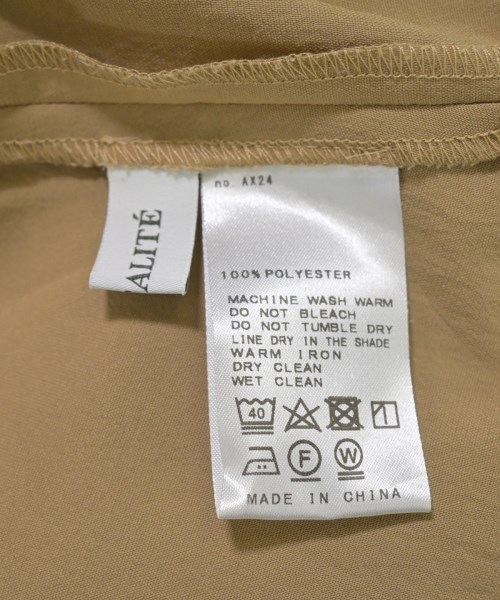 no. AX24
ALITÉ
100% POLYESTER
MACHINE WASH WARM
DO NOT BLEACH
DO NOT TUMBLE DRY
LINE DRY IN THE SHADE
WARM IRON
DRY CLEAN
WET CLEAN
40
F W
MADE IN CHINA